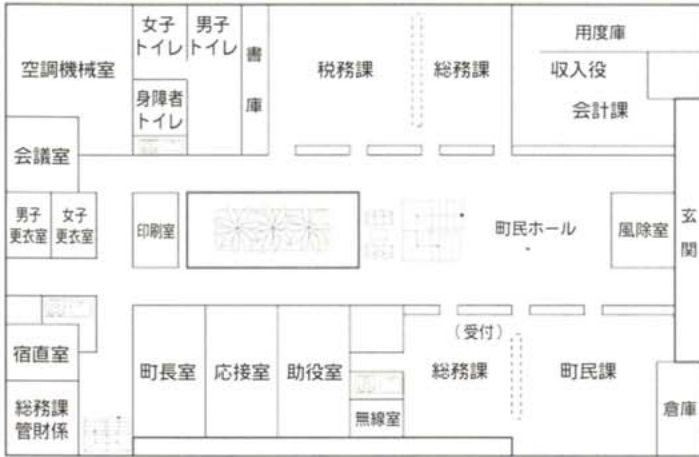 空調機械室
女子
トイレ
男子
トイレ
身障者
トイレ
書庫
税務課
総務課
用度庫
収入役
会計課
会議室
男子
更衣室
女子
更衣室
印刷室
町民ホール
風除室
玄関
宿直室
総務課
管財係
町長室
応接室
助役室
無線室
(受付)
総務課
町民課
倉庫